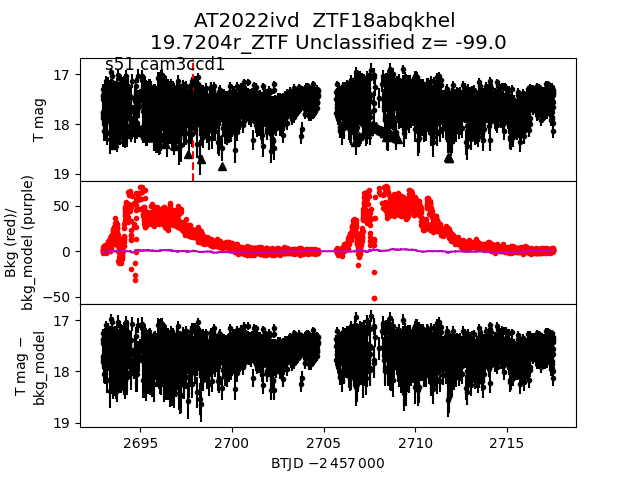 AT2022ivd  ZTF18abqkhel
19.7204r_ZTF Unclassified z= -99.0
s51 cam3ccd1
17
18
19
T mag
50
0
−50
Bkg (red)/
bkg_model (purple)
17
18
19
T mag −
bkg_model
2695
2700
2705
2710
2715
BTJD −2 457 000